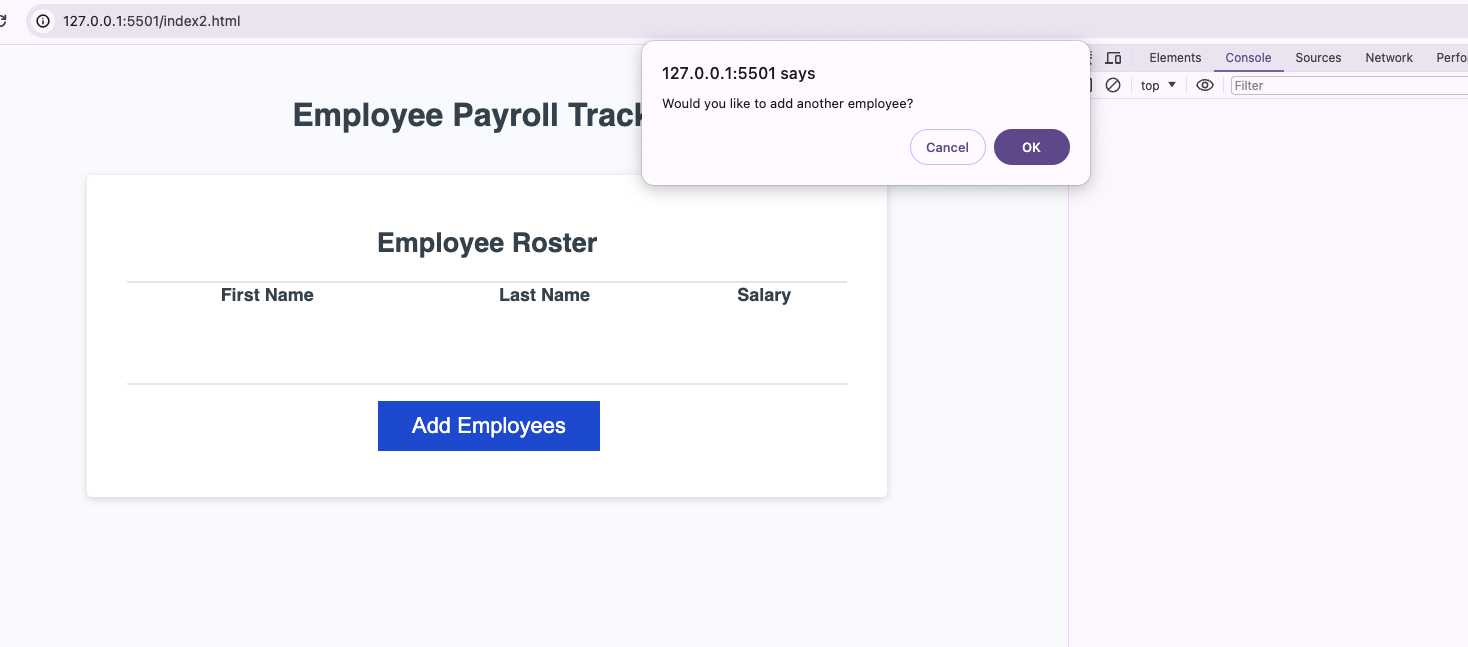 127.0.0.1:5501/index2.html
127.0.0.1:5501 says
Would you like to add another employee?
Cancel OK
Elements Console Sources Network Perfo
top Filter
Employee Payroll Track
Employee Roster
First Name Last Name Salary
Add Employees